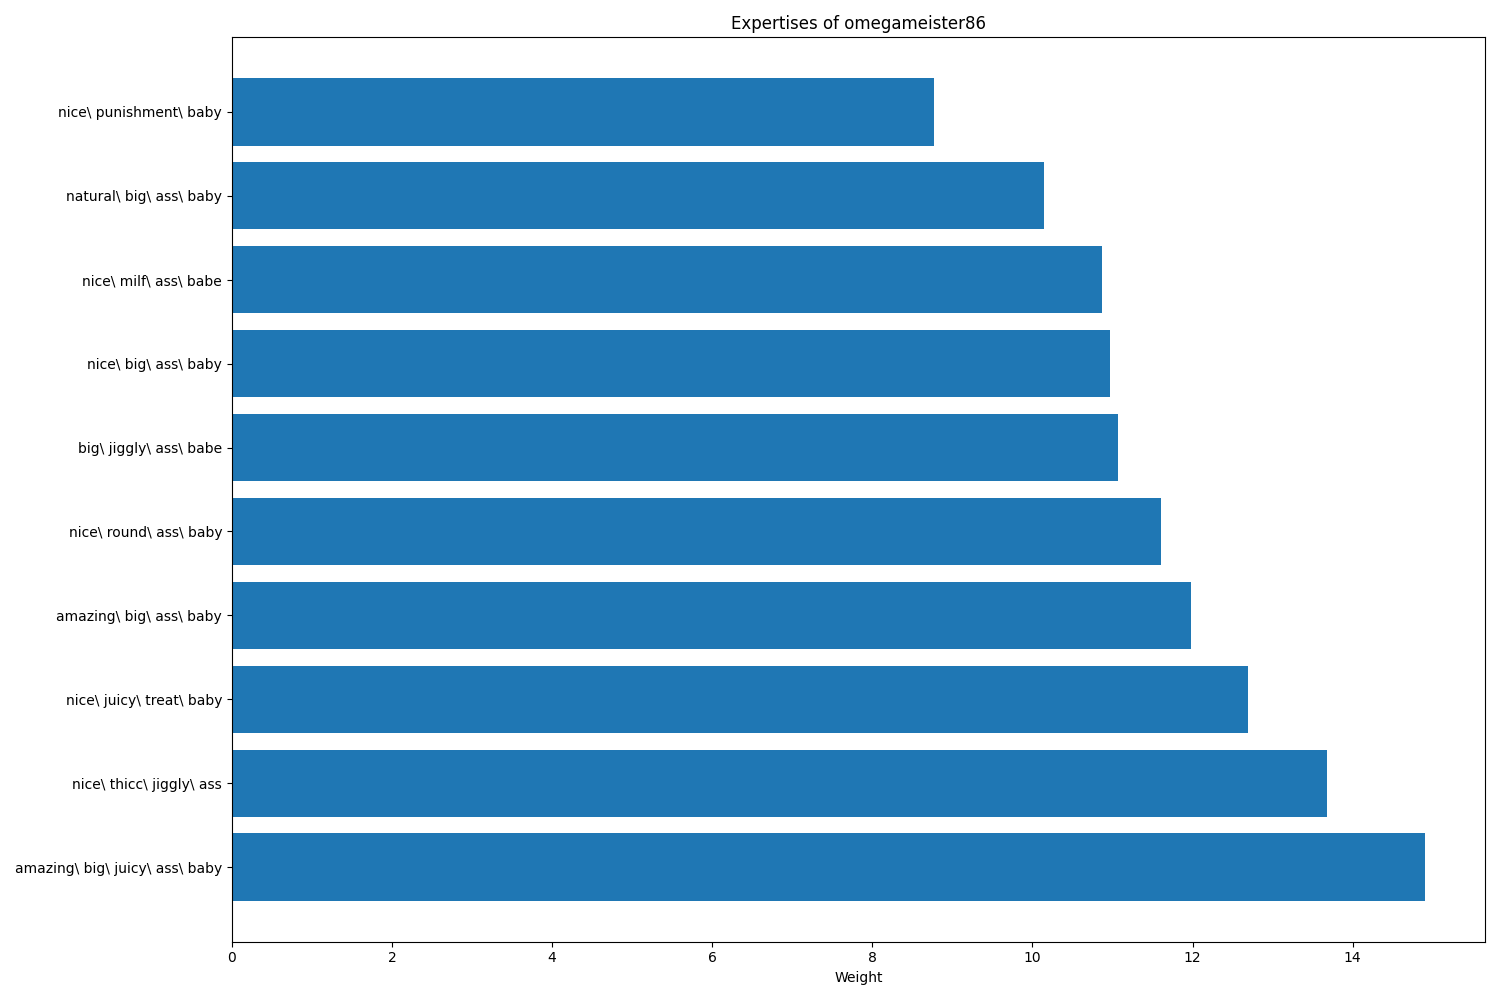 Expertises of omegameister86
nice\ punishment\ baby
natural\ big\ ass\ baby
nice\ milf\ ass\ babe
nice\ big\ ass\ baby
big\ jiggly\ ass\ babe
nice\ round\ ass\ baby
amazing\ big\ ass\ baby
nice\ juicy\ treat\ baby
nice\ thicc\ jiggly\ ass
amazing\ big\ juicy\ ass\ baby
0 2 4 6 8 10 12 14
Weight